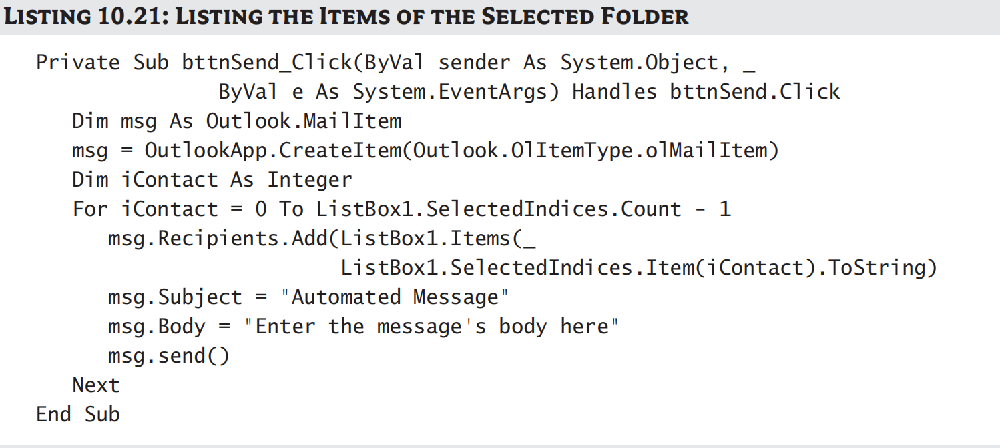 LISTING 10.21: LISTING THE ITEMS OF THE SELECTED FOLDER
Private Sub bttnSend_Click(ByVal sender As System.Object, _
ByVal e As System.EventArgs) Handles bttnSend.Click
Dim msg As Outlook.MailItem
msg = OutlookApp.CreateItem(Outlook.OlItemType.olMailItem)
Dim iContact As Integer
For iContact = 0 To ListBox1.SelectedIndices.Count - 1
msg.Recipients.Add(ListBox1.Items(_
ListBox1.SelectedIndices.Item(iContact).ToString)
msg.Subject = "Automated Message"
msg.Body = "Enter the message's body here"
msg.send()
Next
End Sub